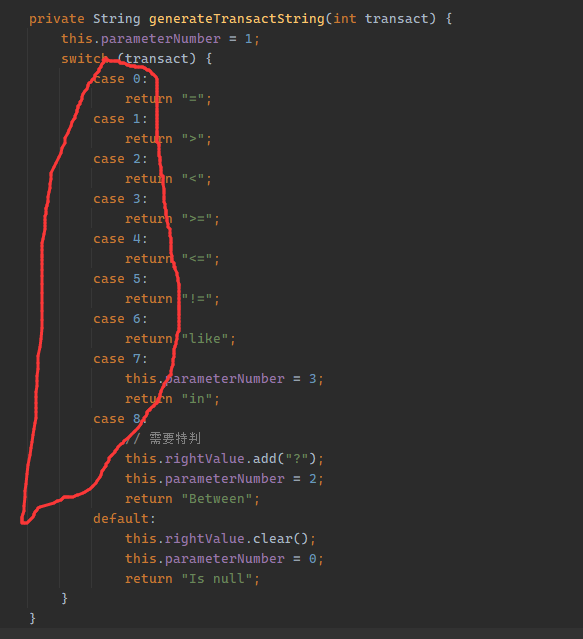 private String generateTransactString(int transact) {
this.parameterNumber = 1;
switch (transact) {
case 0:
return "=";
case 1:
return ">";
case 2:
return "<";
case 3:
return ">=";
case 4:
return "<=";
case 5:
return "!=";
case 6:
return "like";
case 7:
this.parameterNumber = 3;
return "in";
case 8:
// 需要特判
this.rightValue.add("?");
this.parameterNumber = 2;
return "Between";
default:
this.rightValue.clear();
this.parameterNumber = 0;
return "Is null";
}
}